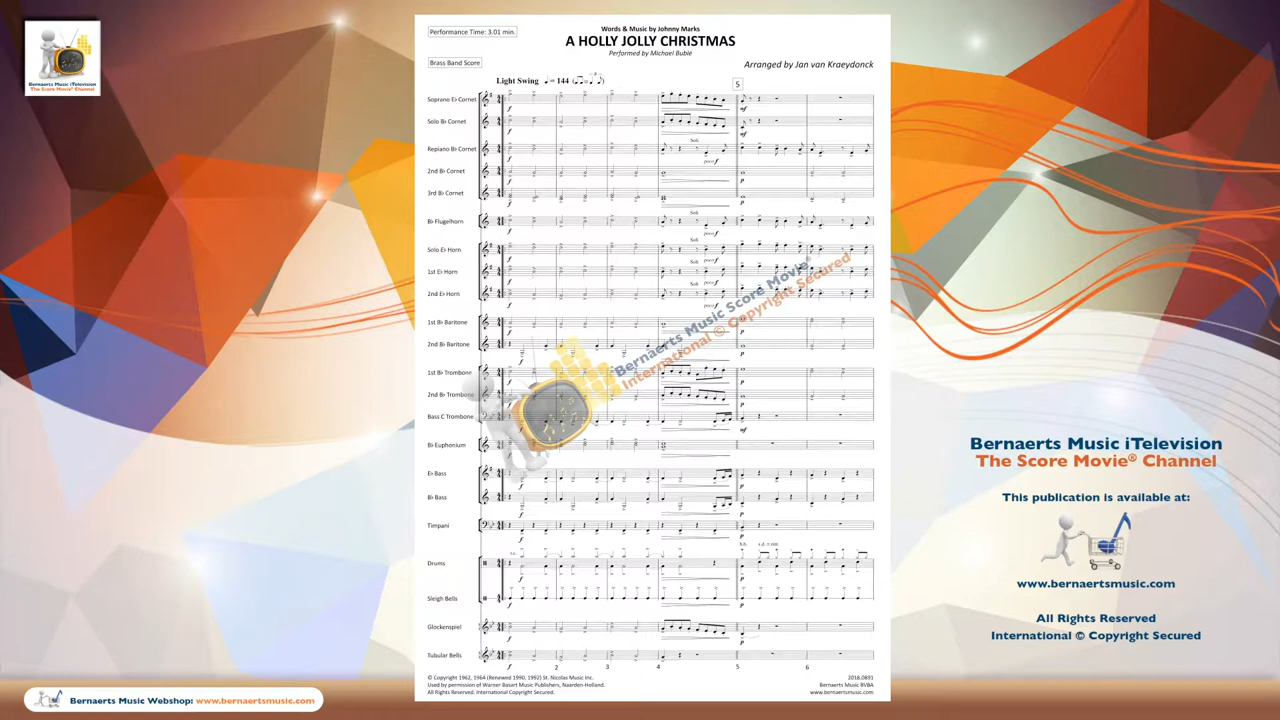 Bernaerts Music iTelevision
The Score Movie® Channel
Performance Time: 3.01 min.
Words & Music by Johnny Marks
A HOLLY JOLLY CHRISTMAS
Performed by Michael Bublé
Brass Band Score
Arranged by Jan van Kraeydonck
Light Swing ♩ = 144
5
Soprano E♭ Cornet
Solo B♭ Cornet
Repiano B♭ Cornet
2nd B♭ Cornet
3rd B♭ Cornet
B♭ Flugelhorn
Solo E♭ Horn
1st E♭ Horn
2nd E♭ Horn
1st B♭ Baritone
2nd B♭ Baritone
1st B♭ Trombone
2nd B♭ Trombone
Bass C Trombone
B♭ Euphonium
E♭ Bass
B♭ Bass
Timpani
Drums
Sleigh Bells
Glockenspiel
Tubular Bells
2 3 4 5 6
Bernaerts Music Score Movie®
International © Copyright Secured
© Copyright 1962, 1964 (Renewed 1990, 1992) St. Nicolas Music Inc.
Used by permission of Warner Basart Music Publishers, Naarden-Holland.
All Rights Reserved. International Copyright Secured.
2018.0891
Bernaerts Music BVBA
www.bernaertsmusic.com
Bernaerts Music iTelevision
The Score Movie® Channel
This publication is available at:
www.bernaertsmusic.com
All Rights Reserved
International © Copyright Secured
Bernaerts Music Webshop: www.bernaertsmusic.com